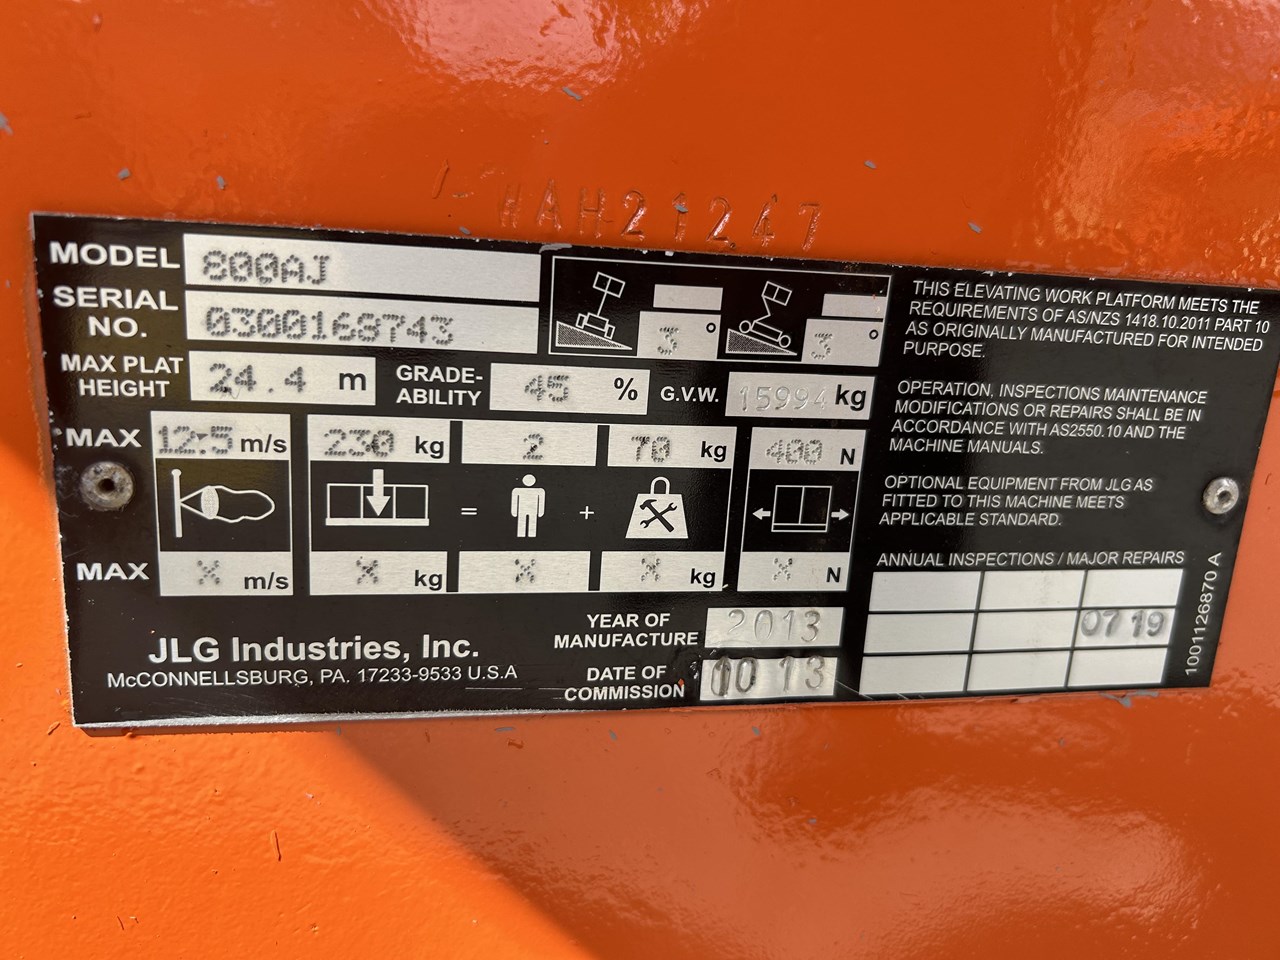 WAH21247
MODEL 800AJ
SERIAL NO. 0300168743
3° 3°
MAX PLAT HEIGHT 24.4 m
GRADE-ABILITY 45 %
G.V.W. 15994 kg
MAX 12.5 m/s 230 kg 2 70 kg 400 N
= +
MAX X m/s X kg X X kg X N
JLG Industries, Inc.
McCONNELLSBURG, PA. 17233-9533 U.S.A
YEAR OF MANUFACTURE 2013
DATE OF COMMISSION 10 13
THIS ELEVATING WORK PLATFORM MEETS THE
REQUIREMENTS OF AS/NZS 1418.10.2011 PART 10
AS ORIGINALLY MANUFACTURED FOR INTENDED
PURPOSE.
OPERATION, INSPECTIONS MAINTENANCE
MODIFICATIONS OR REPAIRS SHALL BE IN
ACCORDANCE WITH AS2550.10 AND THE
MACHINE MANUALS.
OPTIONAL EQUIPMENT FROM JLG AS
FITTED TO THIS MACHINE MEETS
APPLICABLE STANDARD.
ANNUAL INSPECTIONS / MAJOR REPAIRS
07 19
1001126870 A